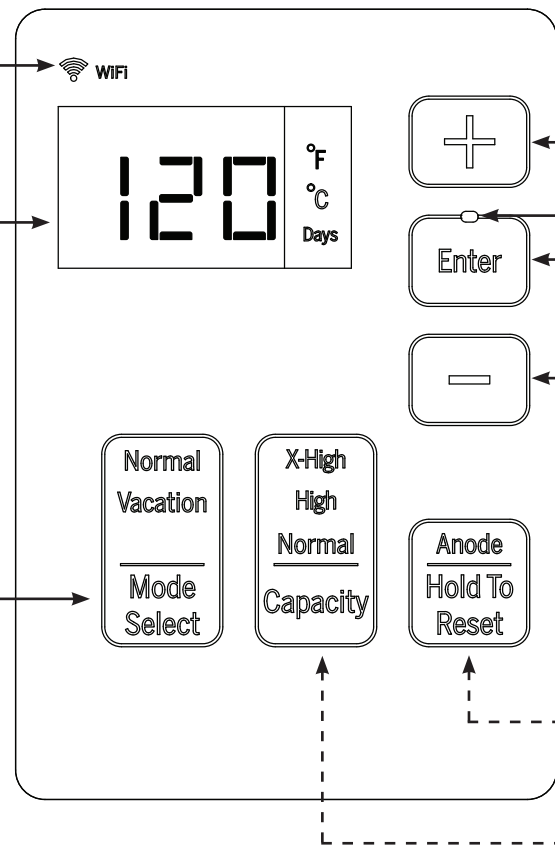 WiFi
120
°F
°C
Days
+
Enter
−
Normal
Vacation
Mode
Select
X-High
High
Normal
Capacity
Anode
Hold To
Reset